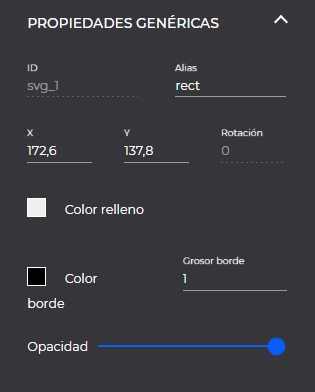 PROPIEDADES GENÉRICAS
ID Alias
svg_1 rect
X Y Rotación
172,6 137,8 0
Color relleno
Grosor borde
Color 1
borde
Opacidad